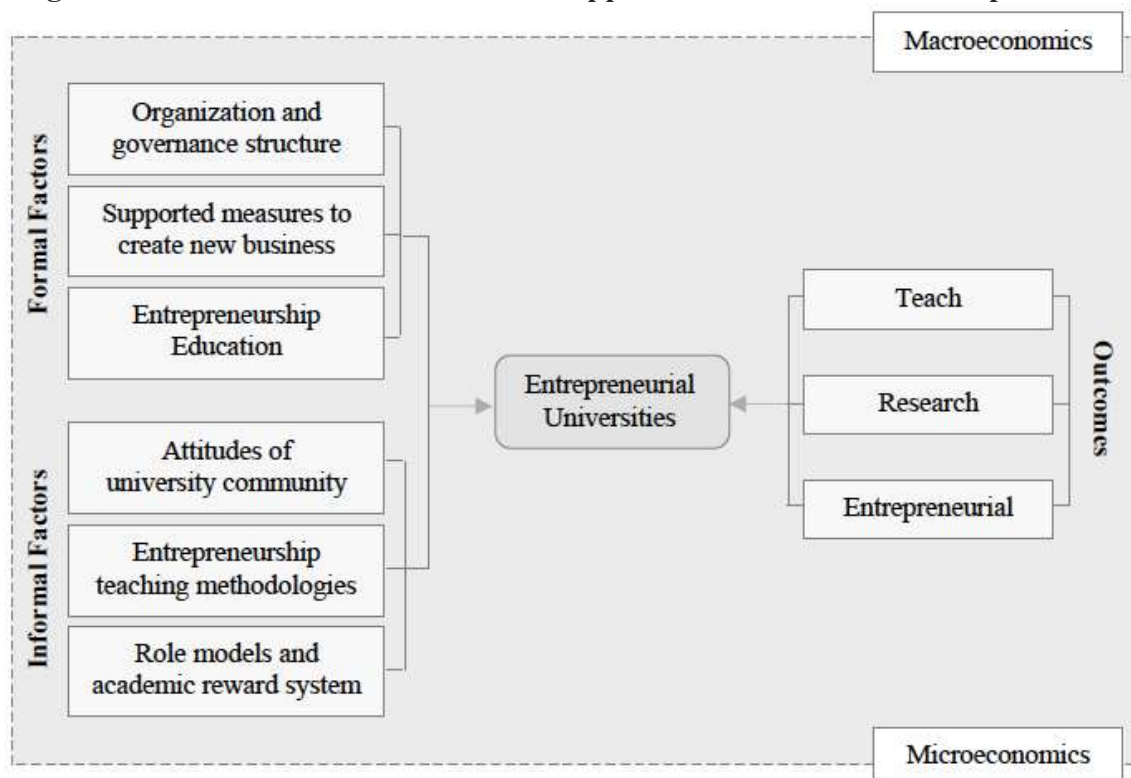 Macroeconomics
Formal Factors
Organization and
governance structure
Supported measures to
create new business
Entrepreneurship
Education
Informal Factors
Attitudes of
university community
Entrepreneurship
teaching methodologies
Role models and
academic reward system
Entrepreneurial
Universities
Teach
Research
Entrepreneurial
Outcomes
Microeconomics